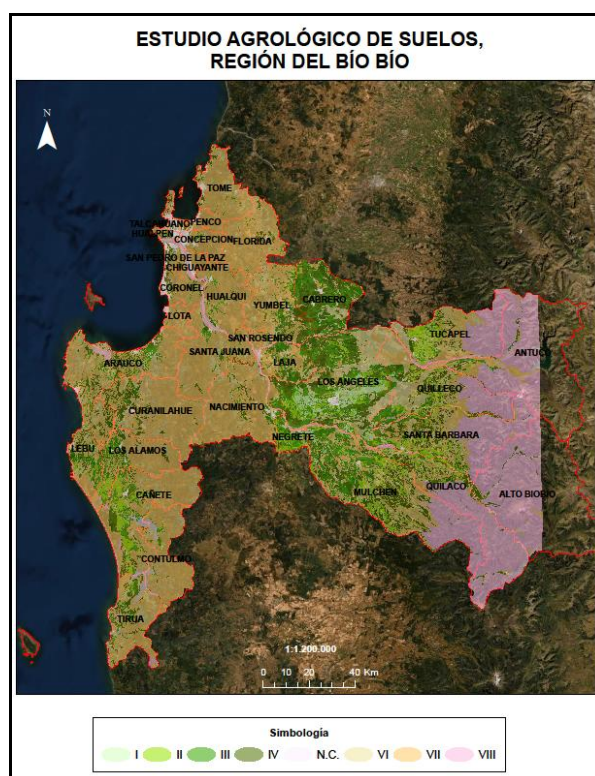 ESTUDIO AGROLÓGICO DE SUELOS,
REGIÓN DEL BÍO BÍO
N
TOME
TALCAHUANO
PENCO
HUALPEN
CONCEPCION
FLORIDA
SAN PEDRO DE LA PAZ
CHIGUAYANTE
CORONEL
HUALQUI
YUMBEL
CABRERO
LOTA
SAN ROSENDO
TUCAPEL
ANTUCO
ARAUCO
SANTA JUANA
LAJA
LOS ANGELES
QUILLECO
CURANILAHUE
NACIMIENTO
NEGRETE
SANTA BARBARA
LEBU
LOS ALAMOS
CAÑETE
MULCHEN
QUILACO
ALTO BIOBIO
CONTULMO
TIRUA
1:1.200.000
0 10 20 40 Km
Simbología
I II III IV N.C. VI VII VIII